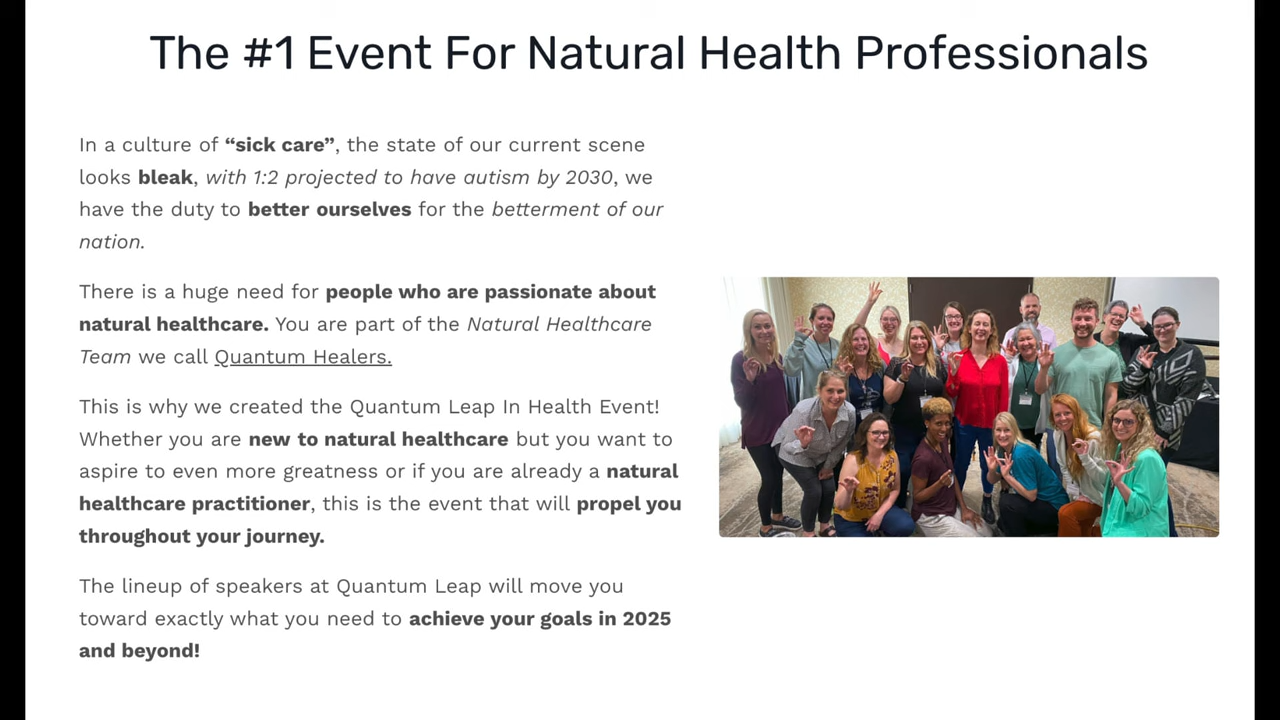 The #1 Event For Natural Health Professionals
In a culture of “sick care”, the state of our current scene
looks bleak, with 1:2 projected to have autism by 2030, we
have the duty to better ourselves for the betterment of our
nation.
There is a huge need for people who are passionate about
natural healthcare. You are part of the Natural Healthcare
Team we call Quantum Healers.
This is why we created the Quantum Leap In Health Event!
Whether you are new to natural healthcare but you want to
aspire to even more greatness or if you are already a natural
healthcare practitioner, this is the event that will propel you
throughout your journey.
The lineup of speakers at Quantum Leap will move you
toward exactly what you need to achieve your goals in 2025
and beyond!